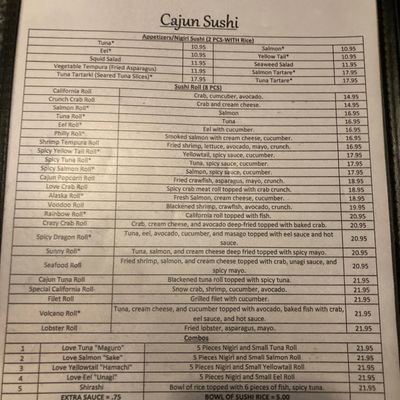 Cajun Sushi
Appetizers/Nigiri Sushi (2 PCS-WITH Rice)
Tuna* 10.95 Salmon* 10.95
Eel* 10.95 Yellow Tail* 10.95
Squid Salad 11.95 Seaweed Salad 11.95
Vegetable Tempura (Fried Asparagus) 11.95 Salmon Tartare* 17.95
Tuna Tartarki (Seared Tuna Slices)* 17.95 Tuna Tartare* 17.95
Sushi Roll (8 PCS)
California Roll Crab, cumcuber, avocado. 14.95
Crunch Crab Roll Crab and cream cheese. 14.95
Salmon Roll* Salmon 16.95
Tuna Roll* Tuna 16.95
Eel Roll* Eel with cucumber. 16.95
Philly Roll* Smoked salmon with cream cheese, cucumber. 16.95
Shrimp Tempura Roll Fried shrimp, lettuce, avocado, mayo, crunch. 16.95
Spicy Yellow Tail Roll* Yellowtail, spicy sauce, cucumber. 17.95
Spicy Tuna Roll* Tuna, spicy sauce, cucumber. 17.95
Spicy Salmon Roll* Salmon, spicy sauce, cucumber. 17.95
Cajun Popcorn Roll Fried crawfish, asparagus, mayo, crunch. 18.95
Love Crab Roll Spicy crab meat roll topped with crab crunch. 18.95
Alaska Roll* Fresh Salmon, cream cheese, cucumber. 18.95
Voodoo Roll Blackned shrimp, crawfish, avocado, crunch. 19.95
Rainbow Roll* California roll topped with fish. 20.95
Crazy Crab Roll Crab, cream cheese, and avocado deep-fried topped with baked crab. 20.95
Spicy Dragon Roll* Tuna, eel, avocado, cucumber, and masago topped with eel sauce and hot sauce. 20.95
Sunny Roll* Tuna, salmon, and cream cheese deep fried topped with spicy mayo. 20.95
Seafood Roll Fried shrimp, salmon, and cream cheese topped with crab, unagi sauce, and spicy mayo. 20.95
Cajun Tuna Roll Blackened tuna roll topped with spicy tuna. 21.95
Special California Roll Snow crab, shrimp, cucumber, avocado. 21.95
Filet Roll Grilled filet cucumber. 21.95
Volcano Roll* Tuna, cream cheese, and cucumber topped with avocado, baked fish with crab, eel sauce, and hot sauce. 21.95
Lobster Roll Fried lobster, asparagus, mayo. 21.95
Combos
1 Love Tuna "Maguro" 5 Pieces Nigiri and Small Tuna Roll 21.95
2 Love Salmon "Sake" 5 Pieces Nigiri and Small Salmon Roll 21.95
3 Love Yellowtail "Hamachi" 5 Pieces Nigiri and Small Yellowtail Roll 21.95
4 Love Eel "Unagi" 5 Pieces Nigiri and Small Eel Roll 21.95
5 Shirashi Bowl of rice topped with 6 pieces of fish, spicy tuna. 21.95
EXTRA SAUCE = .75 BOWL OF SUSHI RICE = 5.00